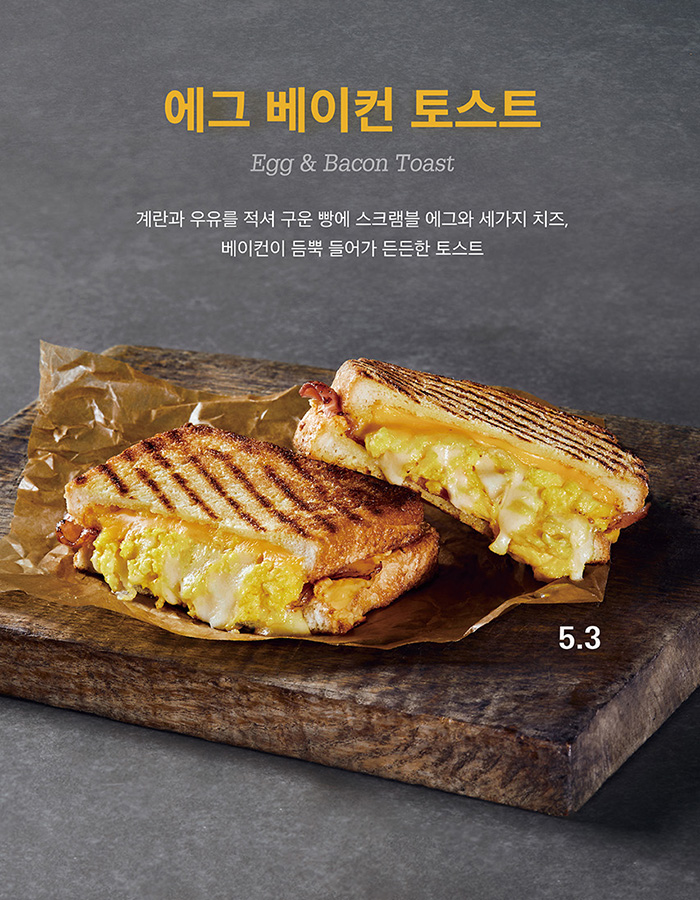 에그 베이컨 토스트
Egg & Bacon Toast
계란과 우유를 적셔 구운 빵에 스크램블 에그와 세가지 치즈,
베이컨이 듬뿍 들어가 든든한 토스트
5.3